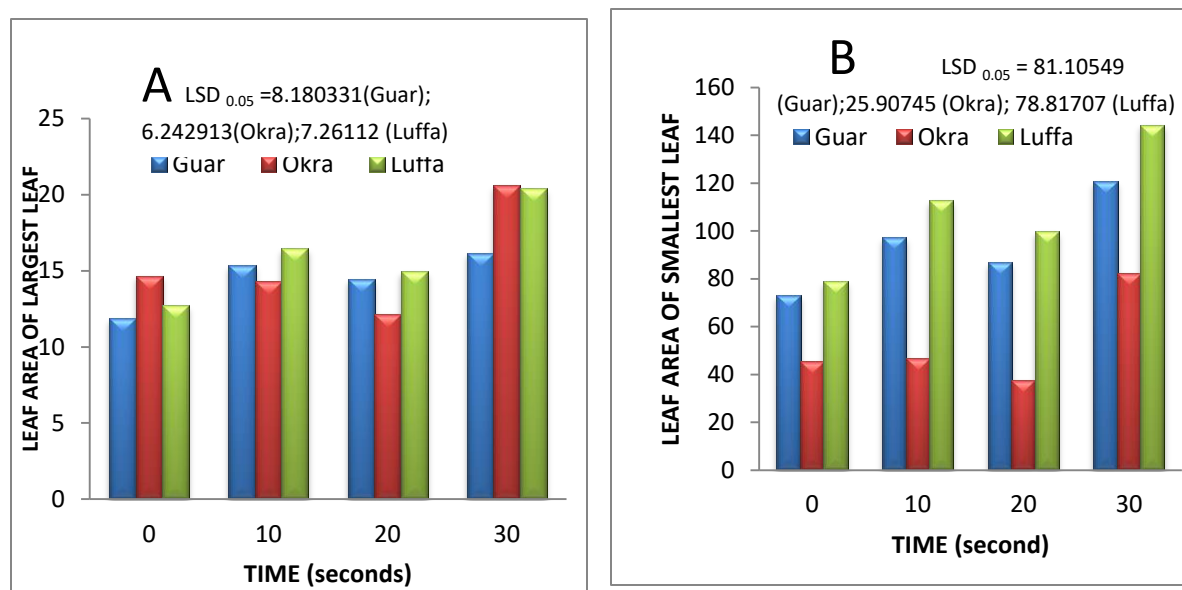 A LSD 0.05 =8.180331(Guar);
6.242913(Okra);7.26112 (Luffa)
Guar Okra Luffa
25
20
15
10
5
0
LEAF AREA OF LARGEST LEAF
0 10 20 30
TIME (seconds)
B LSD 0.05 = 81.10549
(Guar);25.90745 (Okra); 78.81707 (Luffa)
Guar Okra Luffa
160
140
120
100
80
60
40
20
0
LEAF AREA OF SMALLEST LEAF
0 10 20 30
TIME (second)